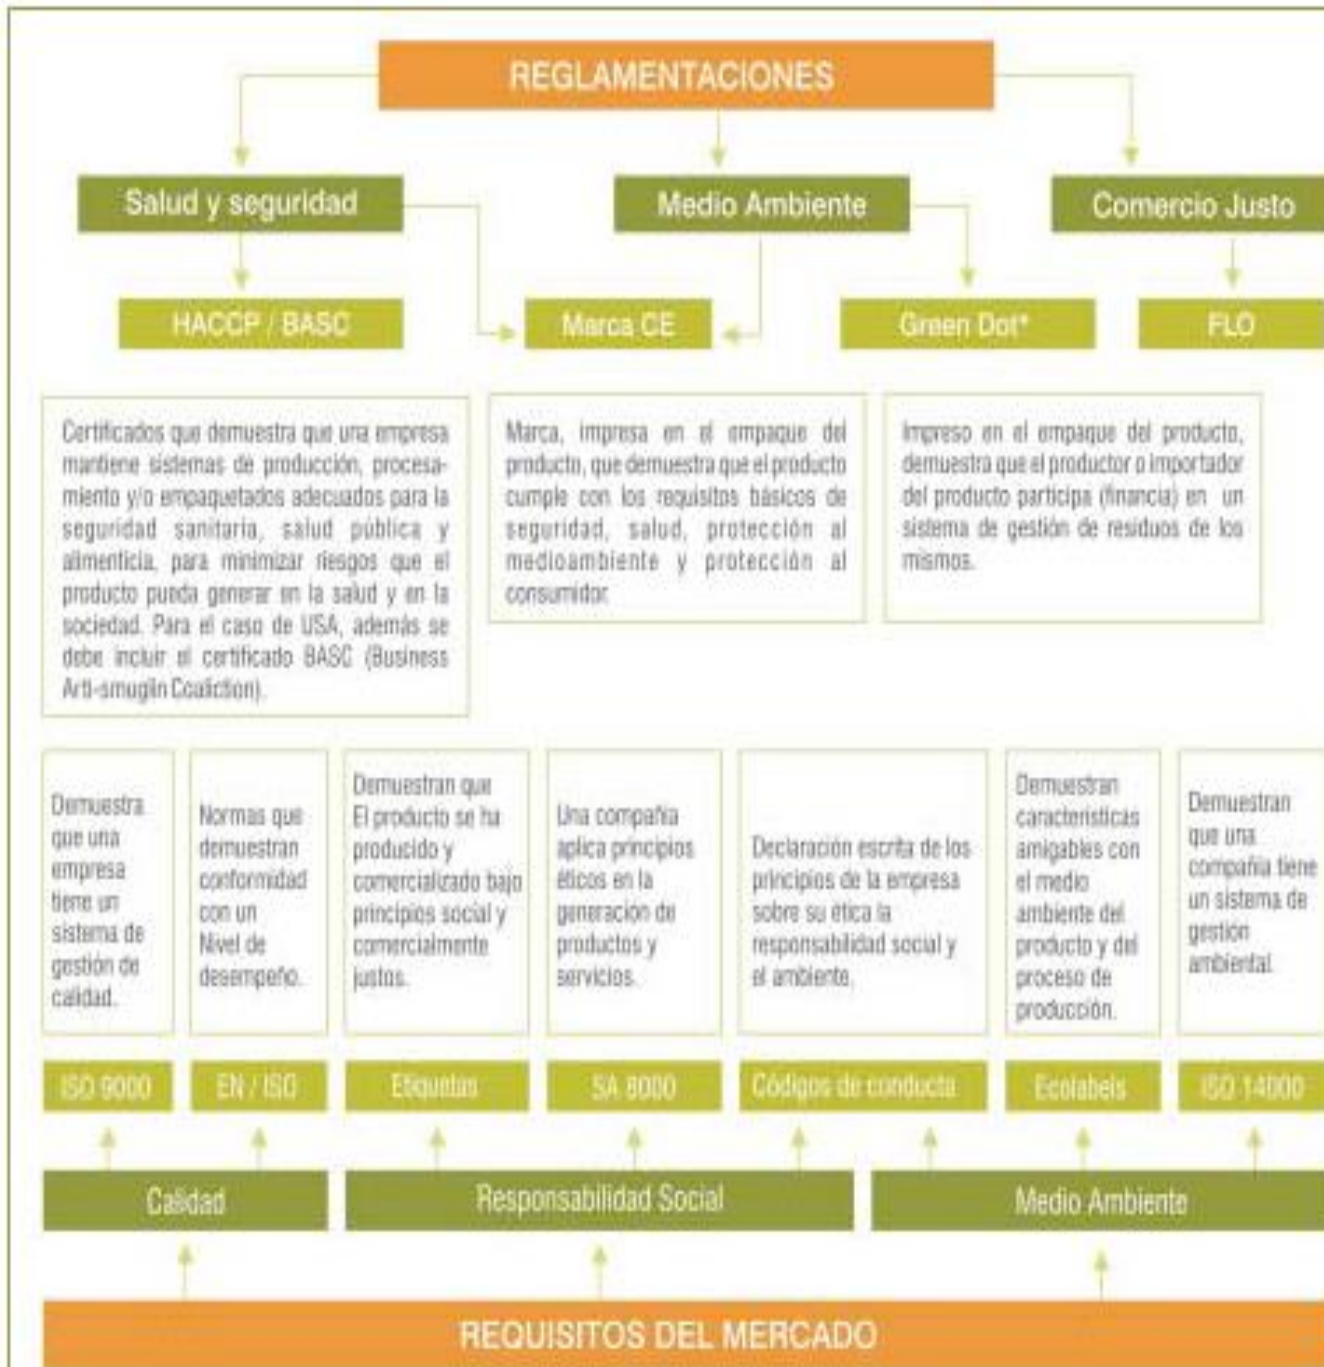 REGLAMENTACIONES
Salud y seguridad
Medio Ambiente
Comercio Justo
HACCP / BASC
Marca CE
Green Dot*
FLO
Certificados que demuestra que una empresa
mantiene sistemas de producción, procesa-
miento y/o empaquetados adecuados para la
seguridad sanitaria, salud pública y
alimenticia, para minimizar riesgos que el
producto pueda generar en la salud y en la
sociedad. Para el caso de USA, además se
debe incluir el certificado BASC (Business
Arti-smuglin Coaliction).
Marca, impresa en el empaque del
producto, que demuestra que el producto
cumple con los requisitos básicos de
seguridad, salud, protección al
medioambiente y protección al
consumidor.
Impreso en el empaque del producto,
demuestra que el productor o importador
del producto participa (financia) en un
sistema de gestión de residuos de los
mismos.
Demuestra
que una
empresa
tiene un
sistema de
gestión de
calidad.
Normas que
demuestran
conformidad
con un
Nivel de
desempeño.
Demuestran que
El producto se ha
producido y
comercializado bajo
principios social y
comercialmente
justos.
Una compañía
aplica principios
éticos en la
generación de
productos y
servicios.
Declaración escrita de los
principios de la empresa
sobre su ética la
responsabilidad social y
el ambiente.
Demuestran
características
amigables con
el medio
ambiente del
producto y del
proceso de
producción.
Demuestran
que una
compañía tiene
un sistema de
gestión
ambiental.
ISO 9000
EN / ISO
Etiquetas
SA 8000
Códigos de conducta
Ecolabels
ISO 14000
Calidad
Responsabilidad Social
Medio Ambiente
REQUISITOS DEL MERCADO